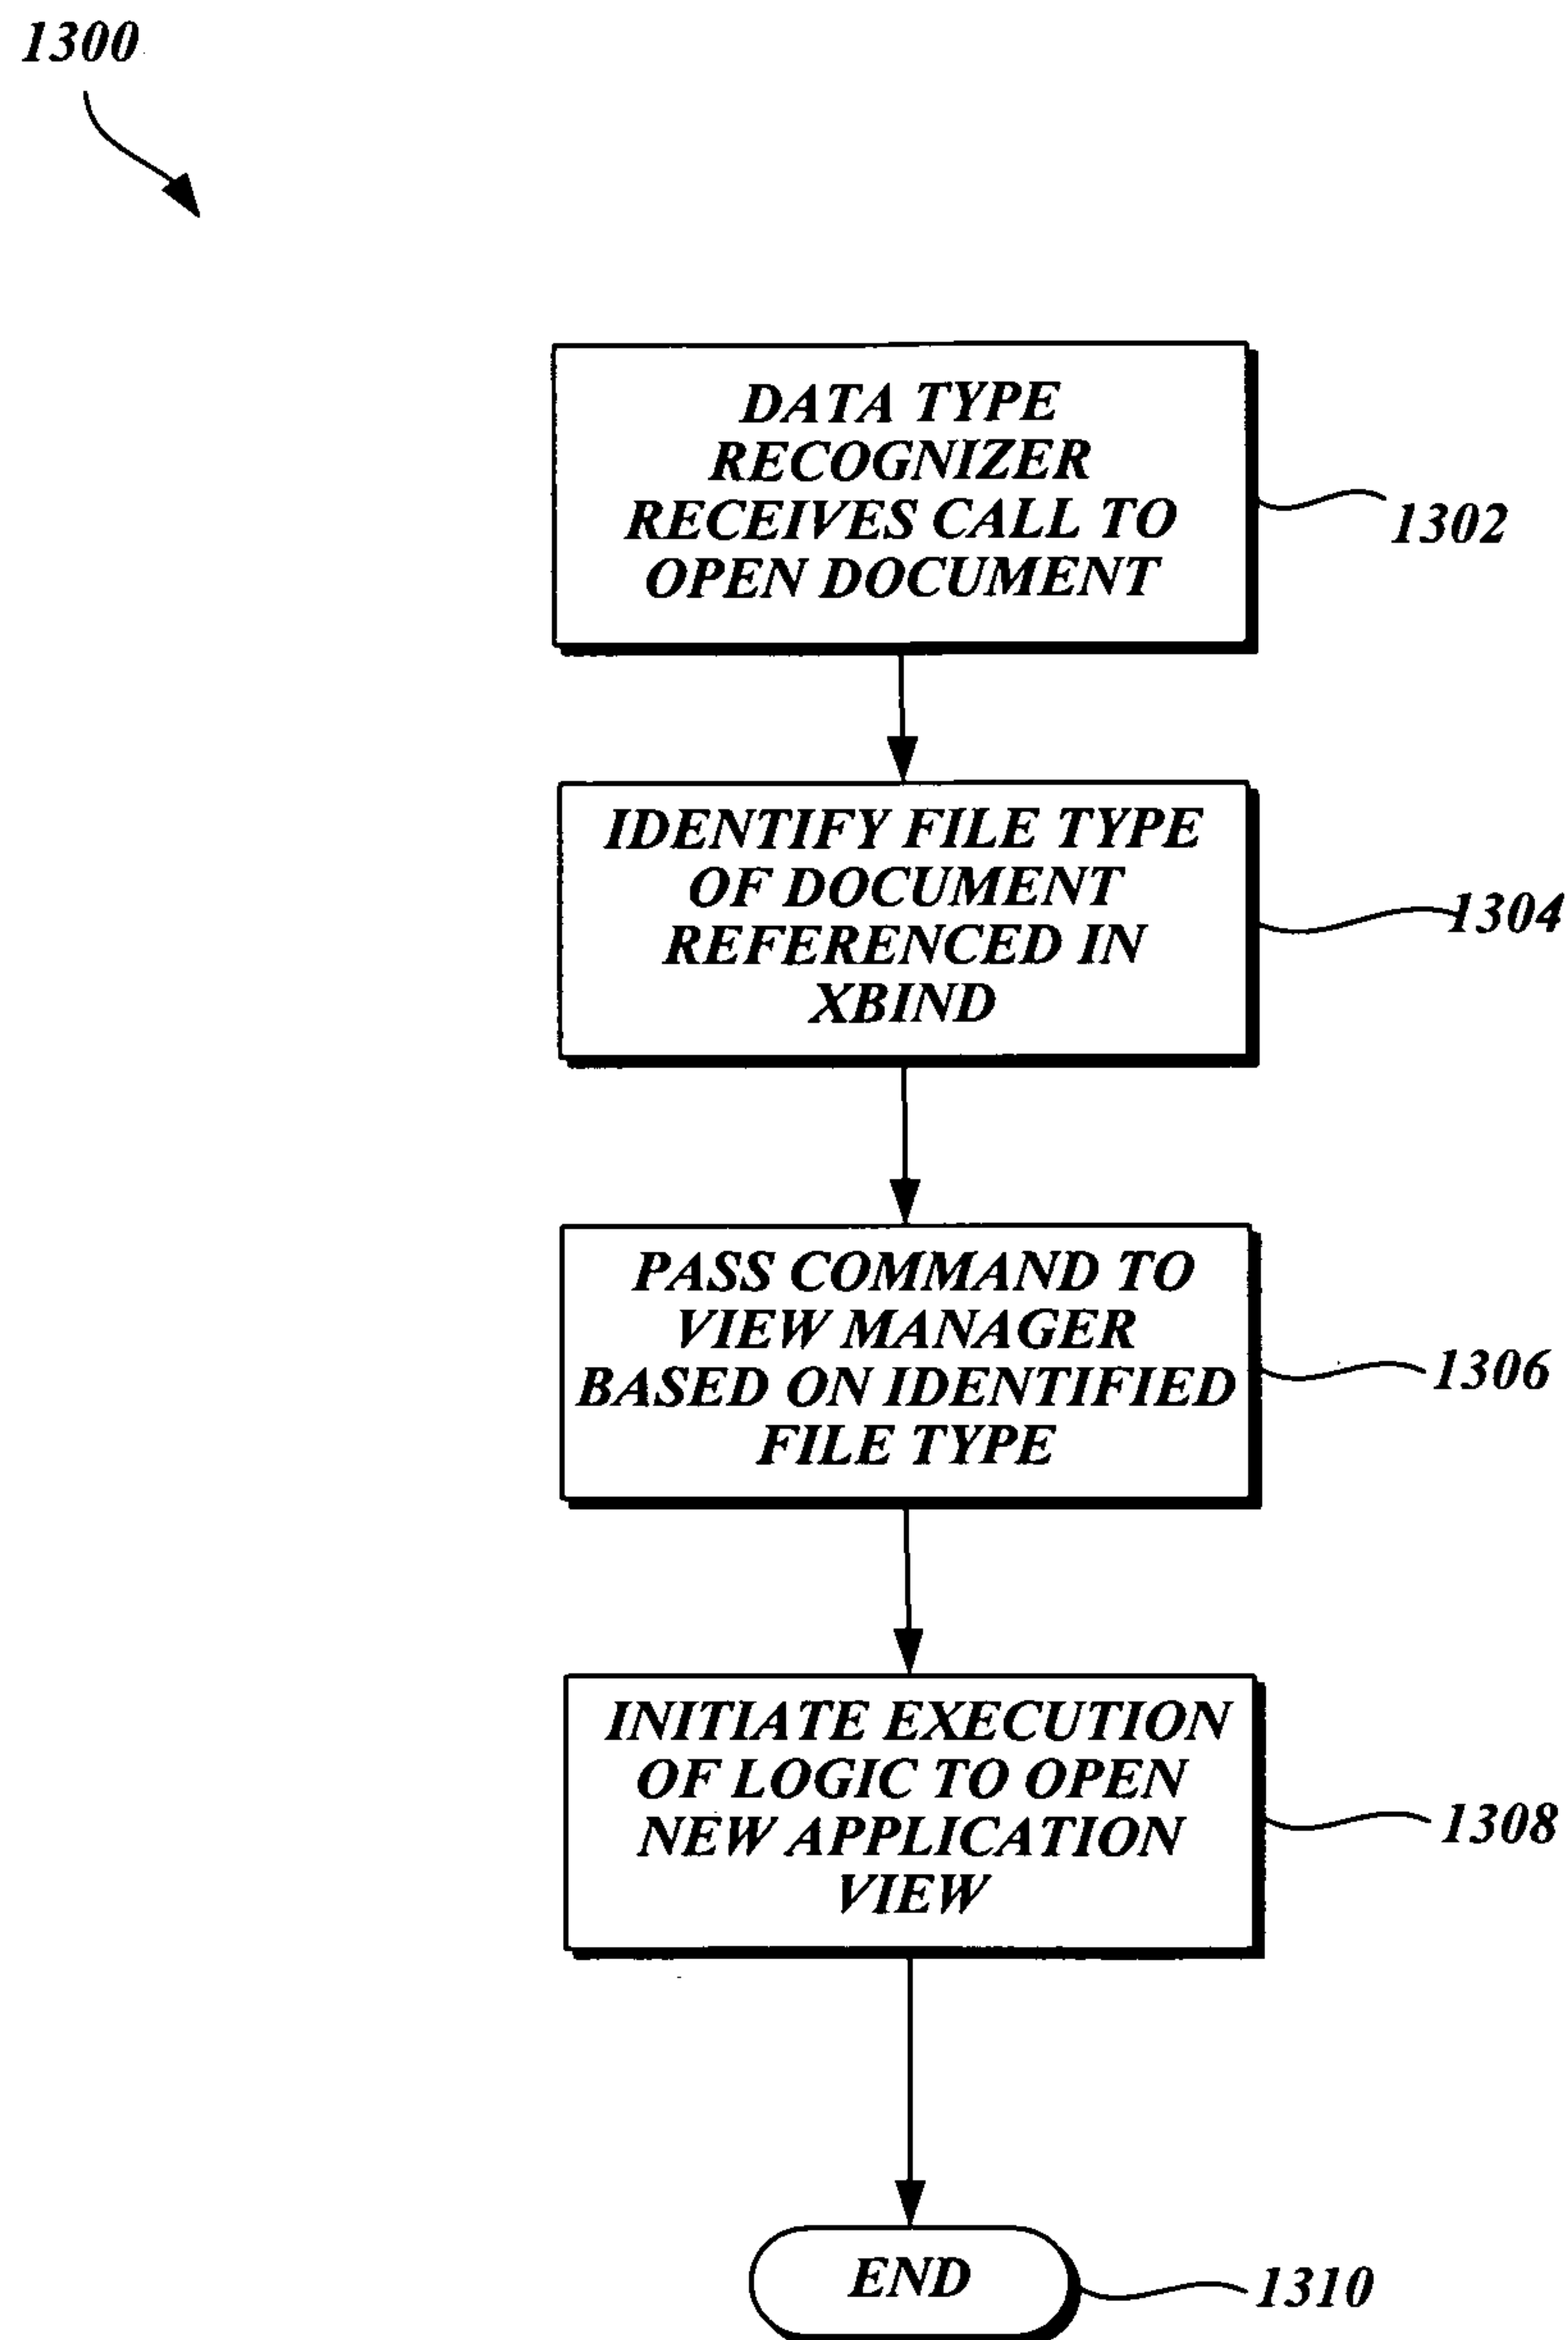 1300
DATA TYPE
RECOGNIZER
RECEIVES CALL TO
OPEN DOCUMENT
1302
IDENTIFY FILE TYPE
OF DOCUMENT
REFERENCED IN
XBIND
1304
PASS COMMAND TO
VIEW MANAGER
BASED ON IDENTIFIED
FILE TYPE
1306
INITIATE EXECUTION
OF LOGIC TO OPEN
NEW APPLICATION
VIEW
1308
END
1310